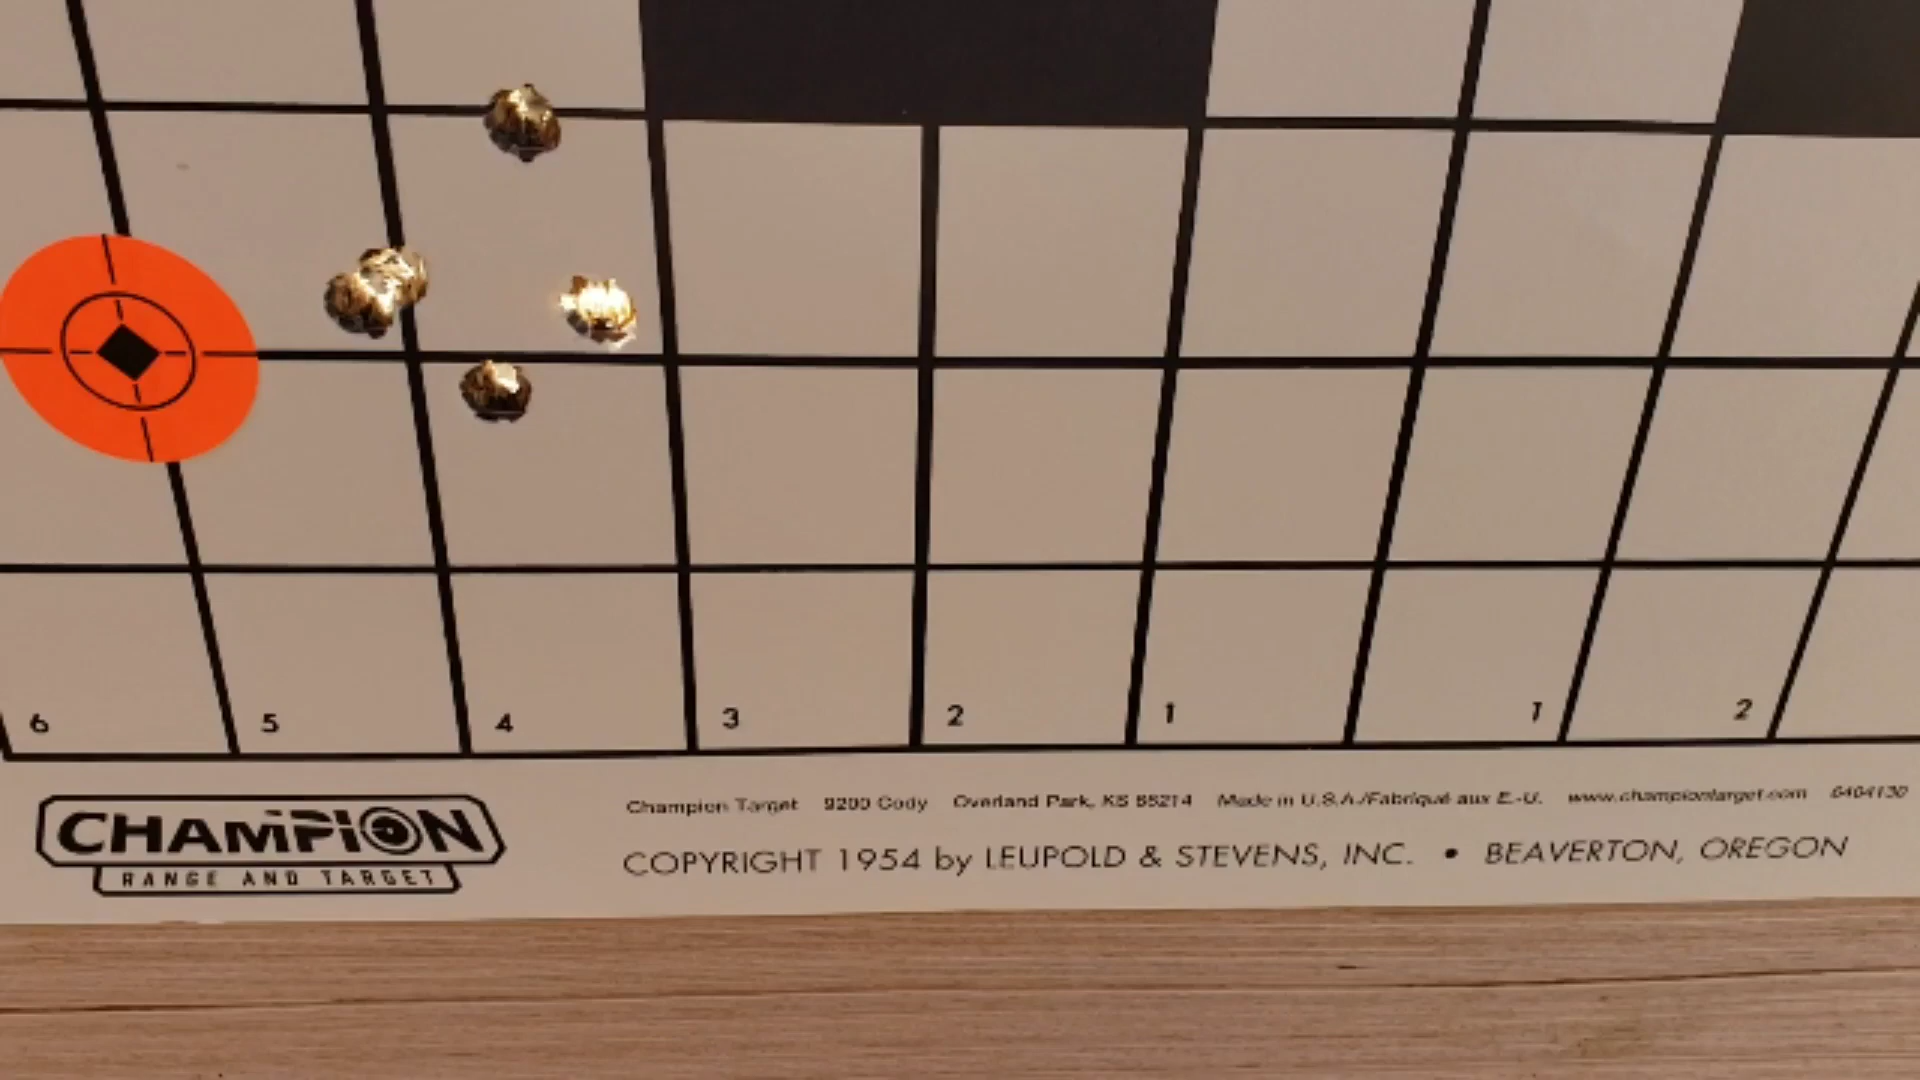 6 5 4 3 2 1 1 2
CHAMPION
RANGE AND TARGET
Champion Target 9200 Cody Overland Park, KS 66214 Made in U.S.A./Fabriqué aux E.-U. www.championtarget.com
COPYRIGHT 1954 by LEUPOLD & STEVENS, INC. • BEAVERTON, OREGON